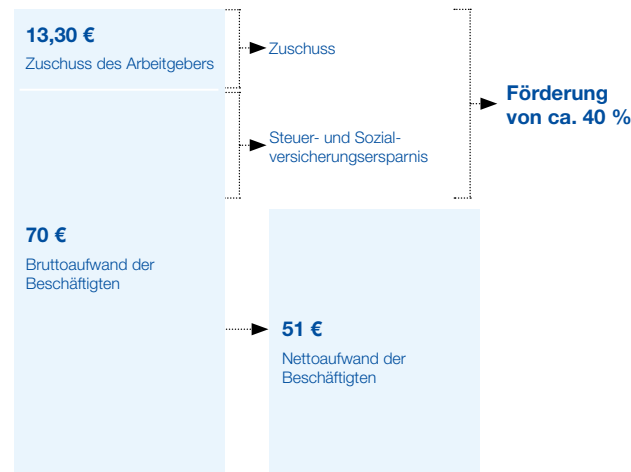 13,30 €
Zuschuss des Arbeitgebers
Zuschuss
Förderung
von ca. 40 %
Steuer- und Sozial-
versicherungsersparnis
70 €
Bruttoaufwand der
Beschäftigten
51 €
Nettoaufwand der
Beschäftigten